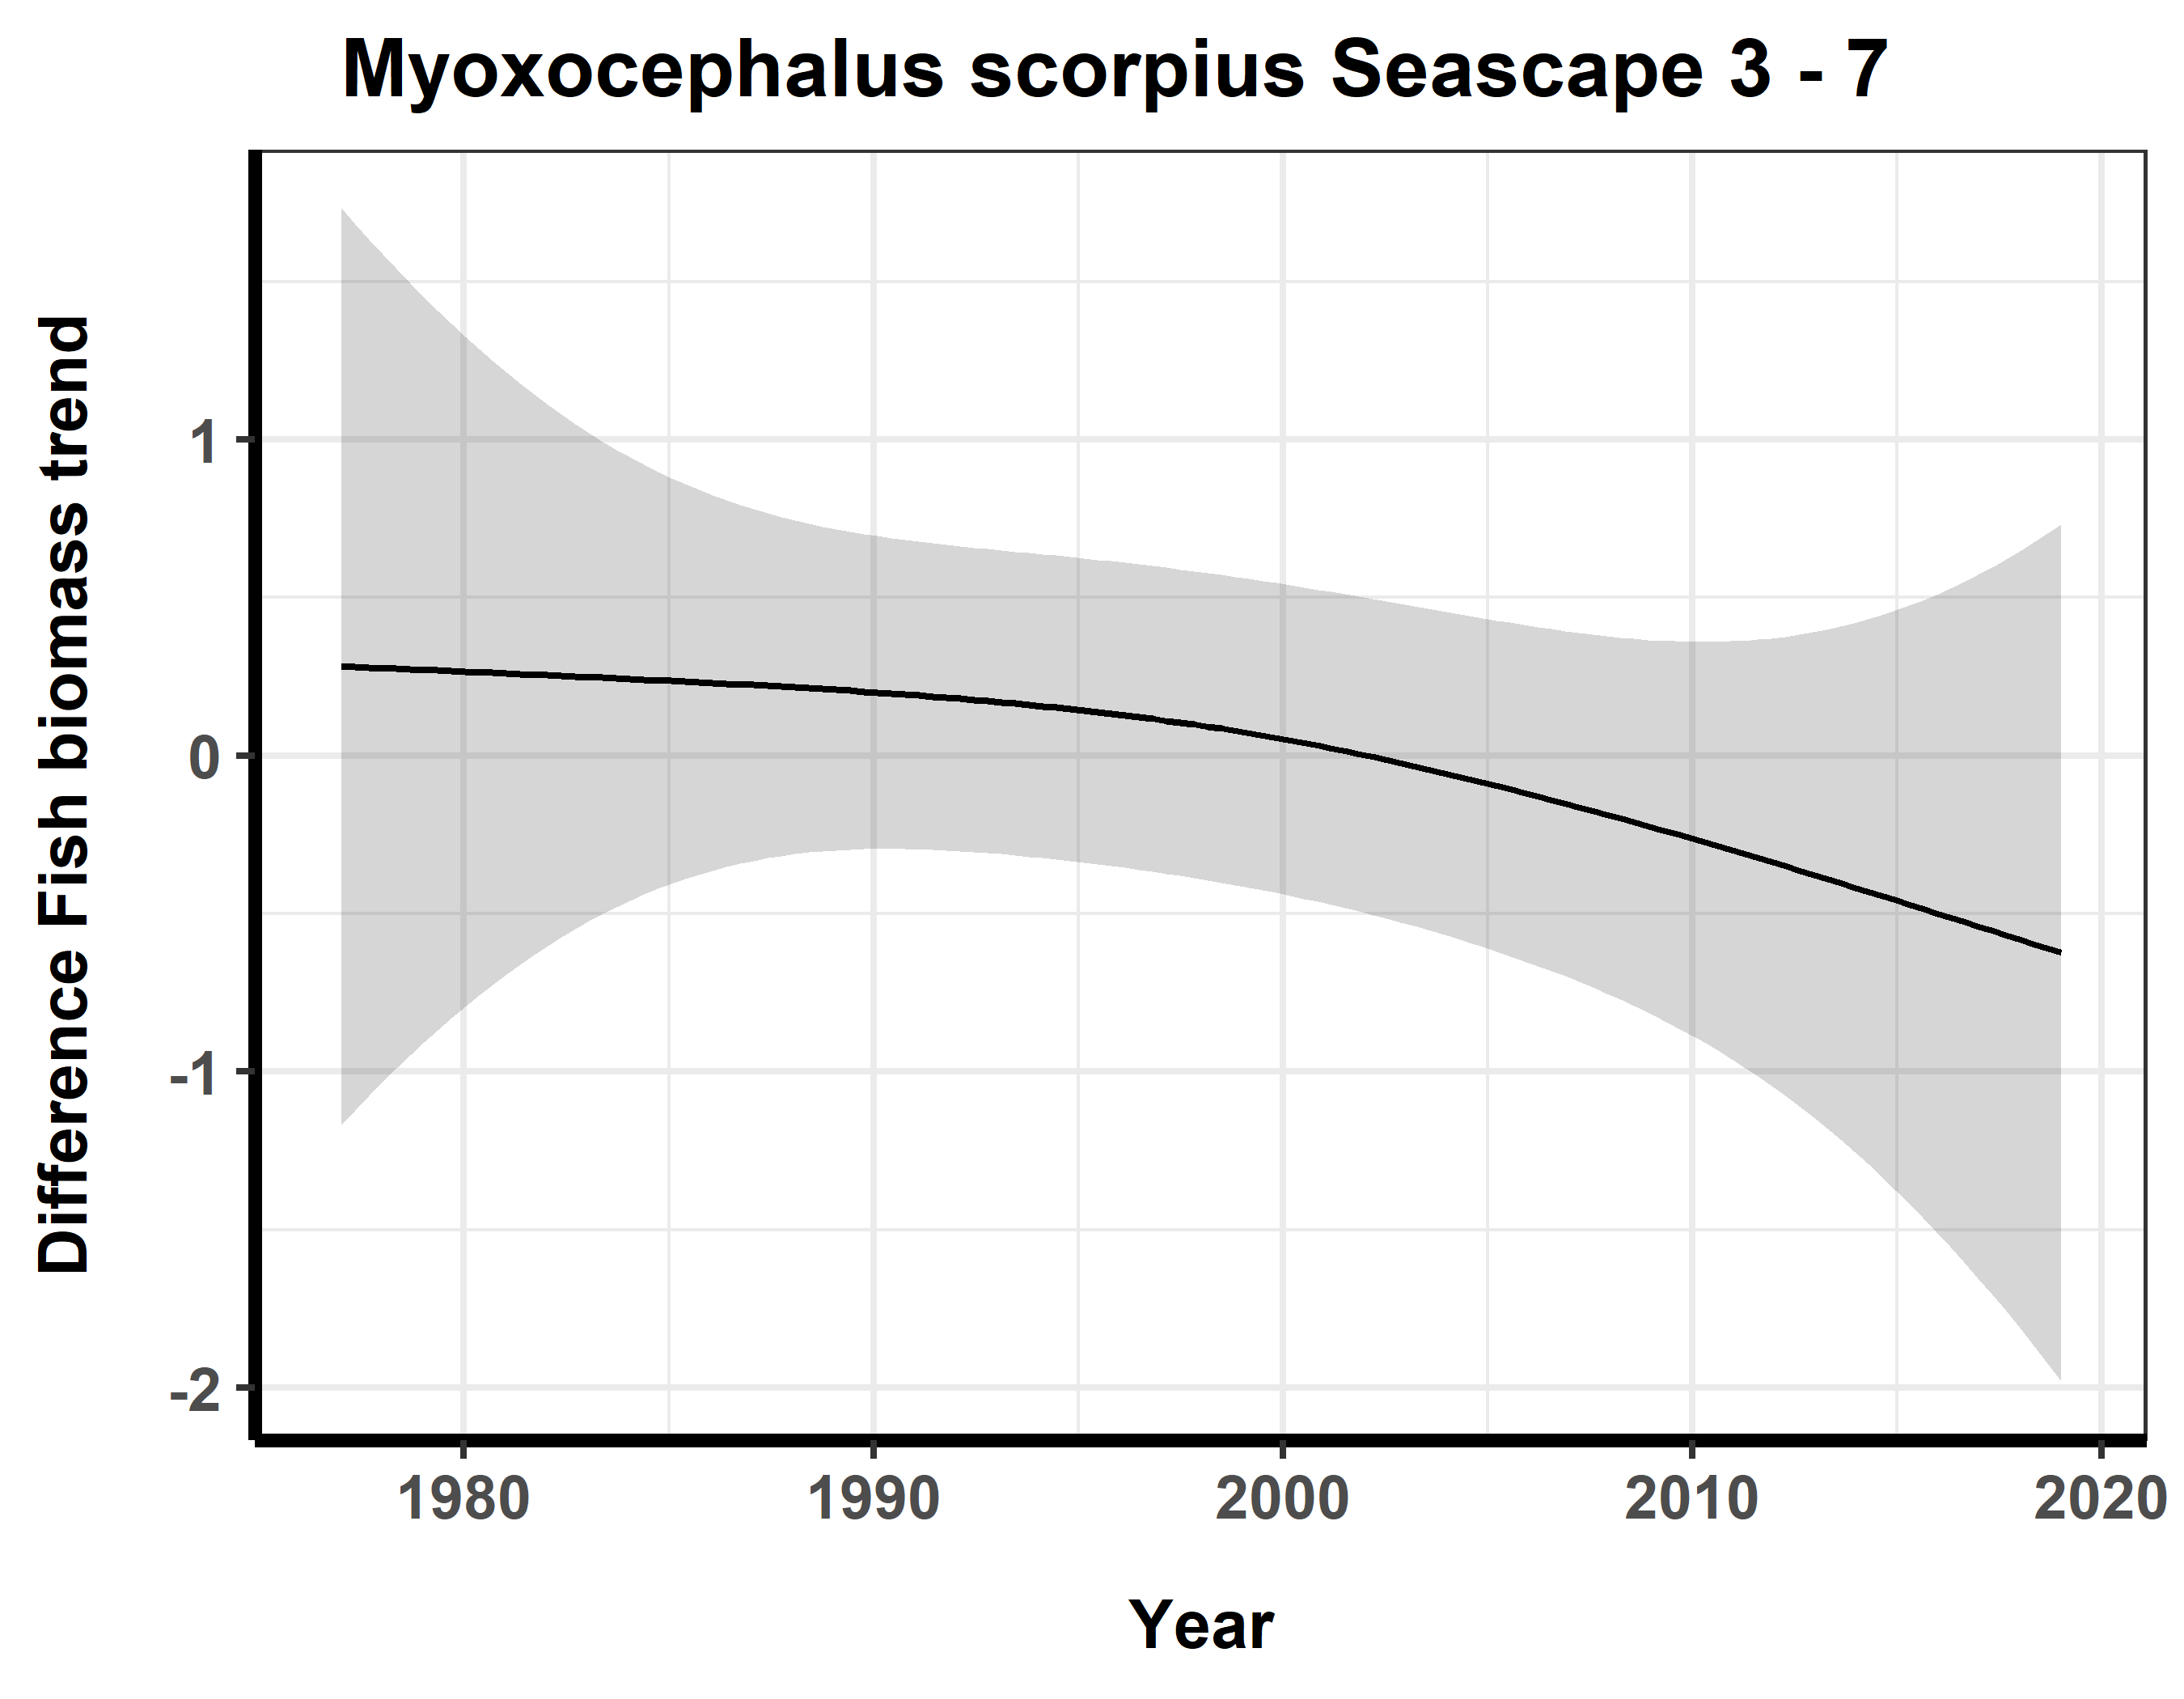 Myoxocephalus scorpius Seascape 3 - 7
Difference Fish biomass trend
1
0
-1
-2
1980 1990 2000 2010 2020
Year